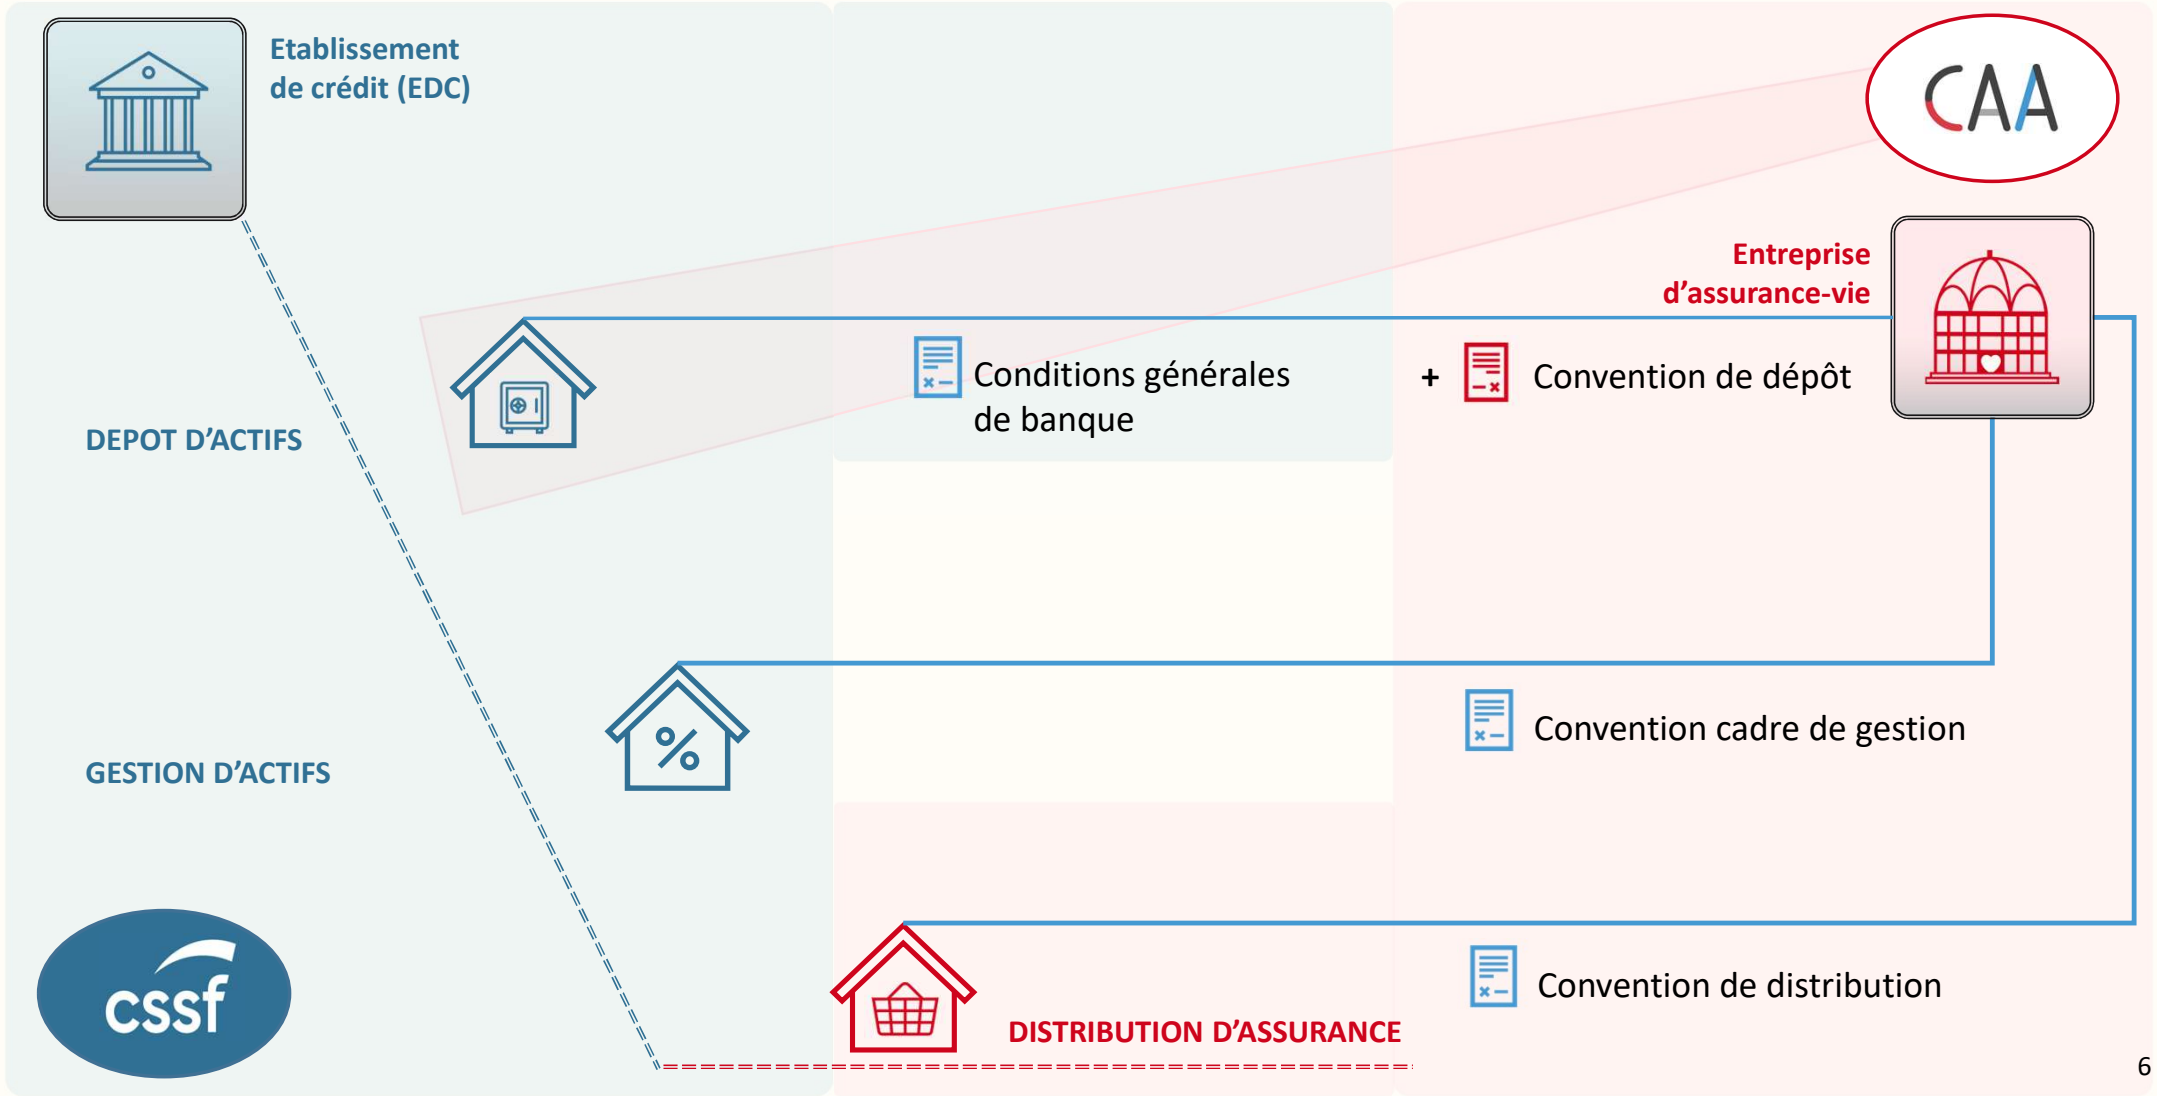 Etablissement
de crédit (EDC)
CAA
Entreprise
d’assurance-vie
Conditions générales
de banque
+ Convention de dépôt
DEPOT D’ACTIFS
%
Convention cadre de gestion
GESTION D’ACTIFS
cssf
Convention de distribution
DISTRIBUTION D’ASSURANCE
6